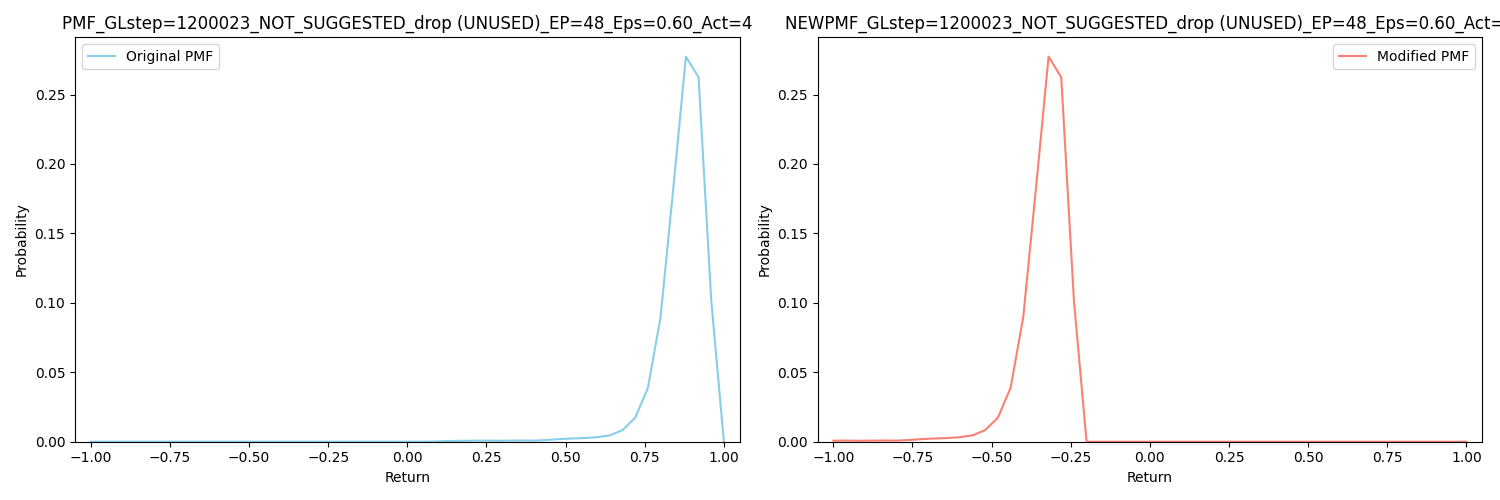 PMF_GLstep=1200023_NOT_SUGGESTED_drop (UNUSED)_EP=48_Eps=0.60_Act=4
Original PMF
0.25
0.20
0.15
0.10
0.05
0.00
Probability
−1.00 −0.75 −0.50 −0.25 0.00 0.25 0.50 0.75 1.00
Return
NEWPMF_GLstep=1200023_NOT_SUGGESTED_drop (UNUSED)_EP=48_Eps=0.60_Act=
Modified PMF
0.25
0.20
0.15
0.10
0.05
0.00
Probability
−1.00 −0.75 −0.50 −0.25 0.00 0.25 0.50 0.75 1.00
Return